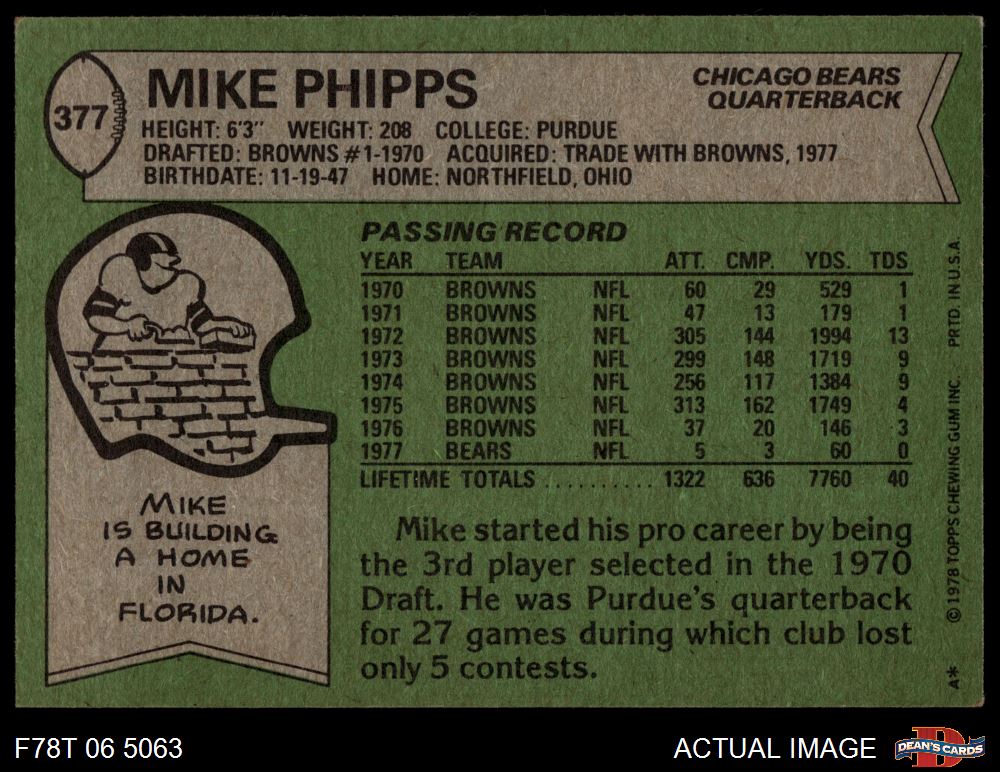 377
MIKE PHIPPS
CHICAGO BEARS
QUARTERBACK
HEIGHT: 6'3" WEIGHT: 208 COLLEGE: PURDUE
DRAFTED: BROWNS #1-1970 ACQUIRED: TRADE WITH BROWNS, 1977
BIRTHDATE: 11-19-47 HOME: NORTHFIELD, OHIO
PASSING RECORD
YEAR TEAM ATT. CMP. YDS. TDS
1970 BROWNS NFL 60 29 529 1
1971 BROWNS NFL 47 13 179 1
1972 BROWNS NFL 305 144 1994 13
1973 BROWNS NFL 299 148 1719 9
1974 BROWNS NFL 256 117 1384 9
1975 BROWNS NFL 313 162 1749 4
1976 BROWNS NFL 37 20 146 3
1977 BEARS NFL 5 3 60 0
LIFETIME TOTALS .......... 1322 636 7760 40
MIKE
IS BUILDING
A HOME
IN
FLORIDA.
Mike started his pro career by being
the 3rd player selected in the 1970
Draft. He was Purdue's quarterback
for 27 games during which club lost
only 5 contests.
A* © 1978 TOPPS CHEWING GUM INC. PRTD. IN U.S.A.
F78T 06 5063
ACTUAL IMAGE
D
DEAN'S CARDS